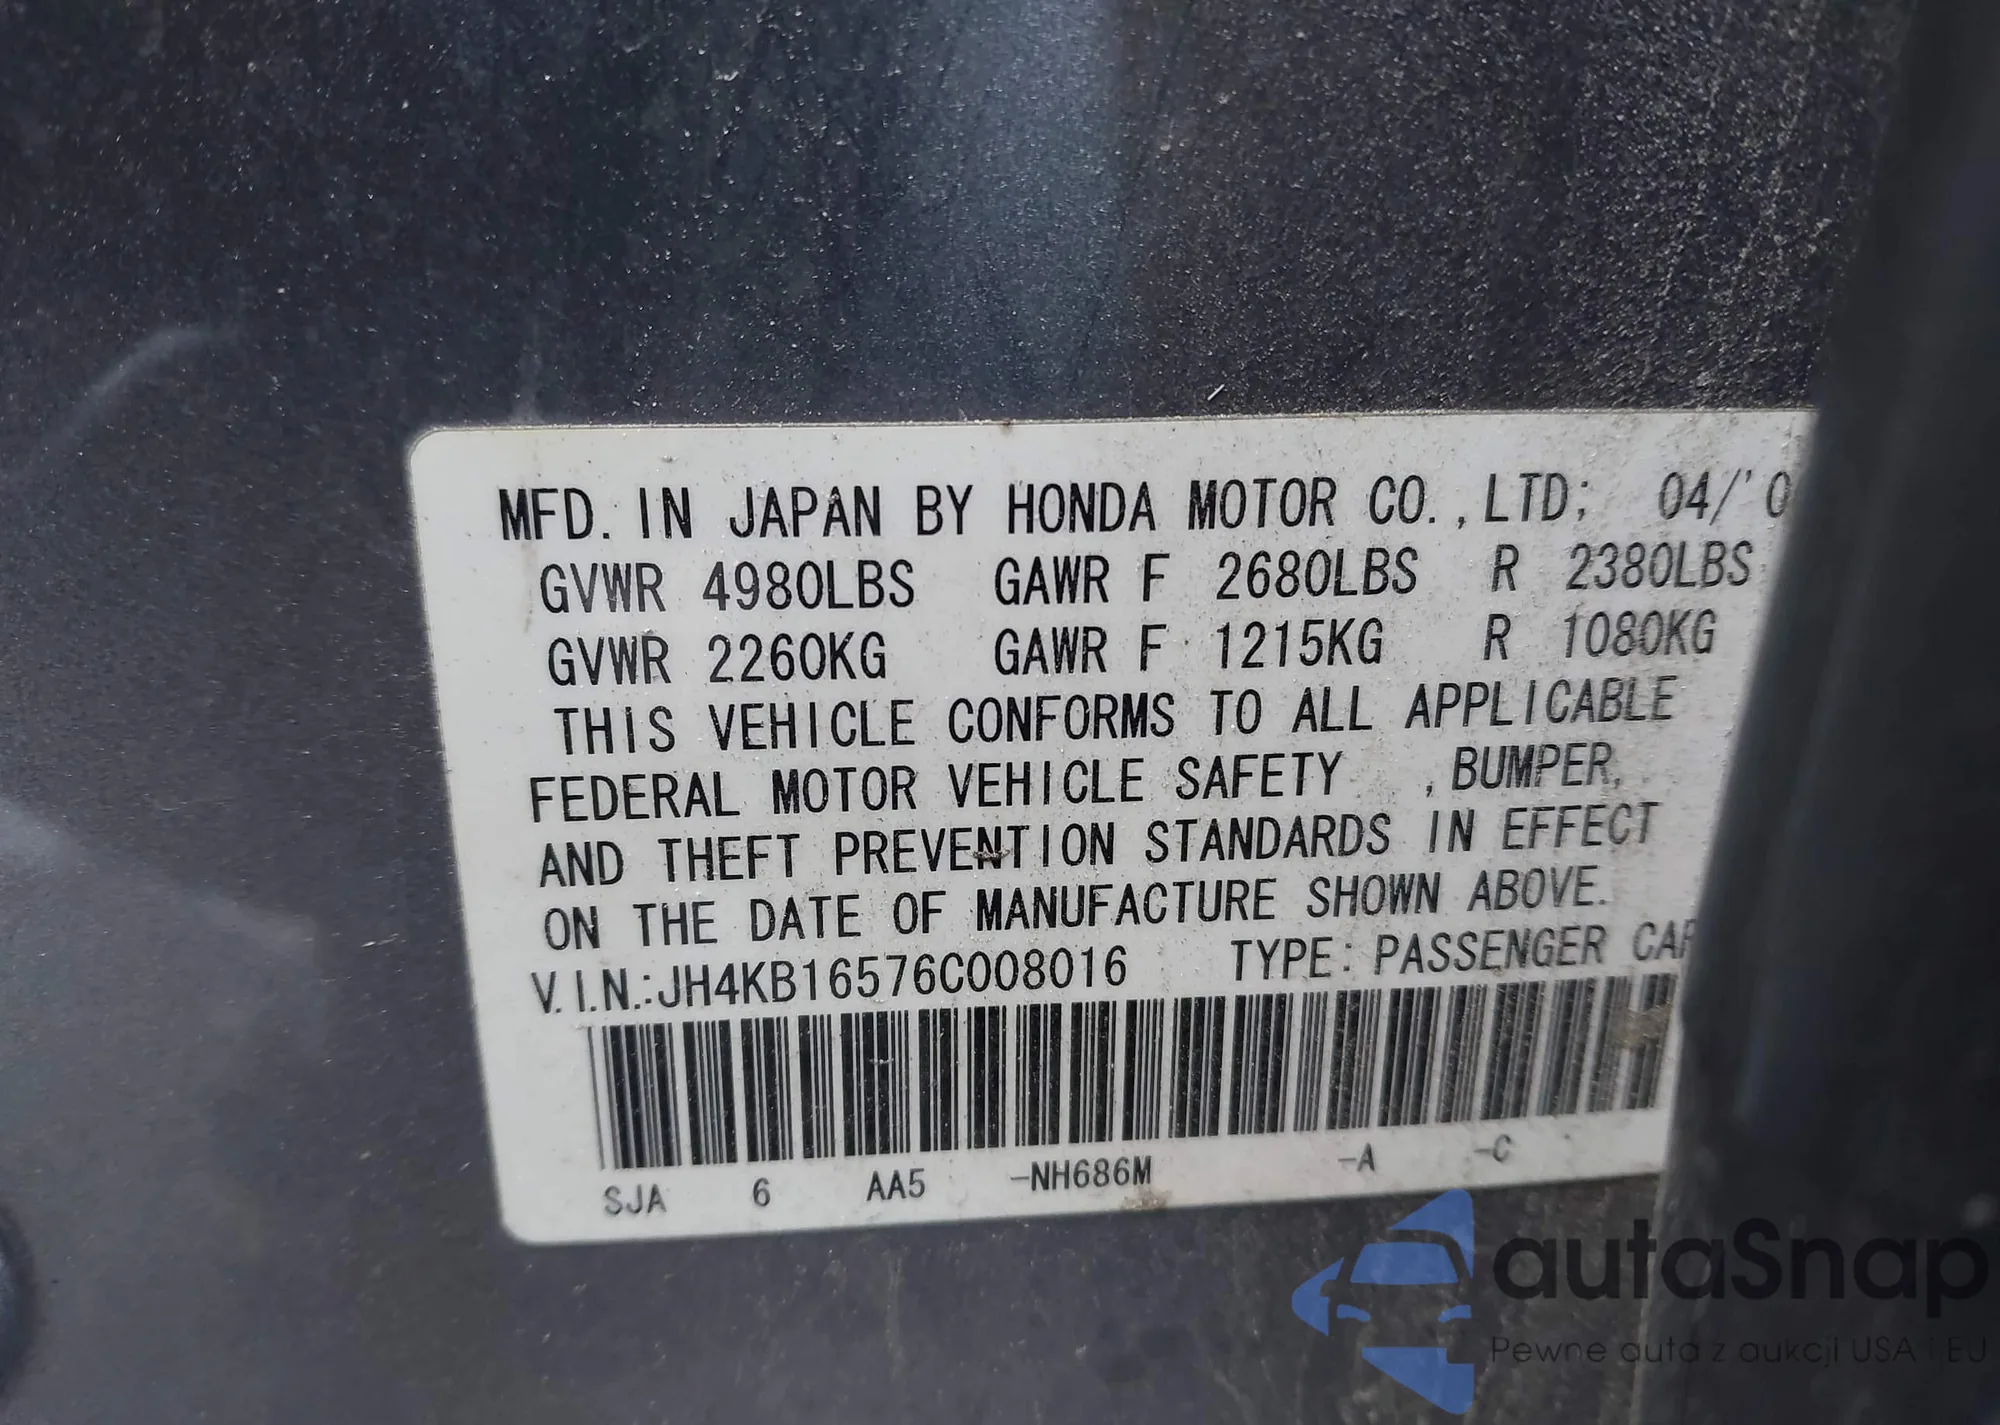 MFD. IN JAPAN BY HONDA MOTOR CO.,LTD; 04/'0
GVWR 4980LBS GAWR F 2680LBS R 2380LBS
GVWR 2260KG GAWR F 1215KG R 1080KG
THIS VEHICLE CONFORMS TO ALL APPLICABLE
FEDERAL MOTOR VEHICLE SAFETY ,BUMPER,
AND THEFT PREVENTION STANDARDS IN EFFECT
ON THE DATE OF MANUFACTURE SHOWN ABOVE.
V.I.N.:JH4KB16576C008016 TYPE: PASSENGER CAR
SJA 6 AA5 -NH686M -A -C
autaSnap
Pewne auta z aukcji USA i EU